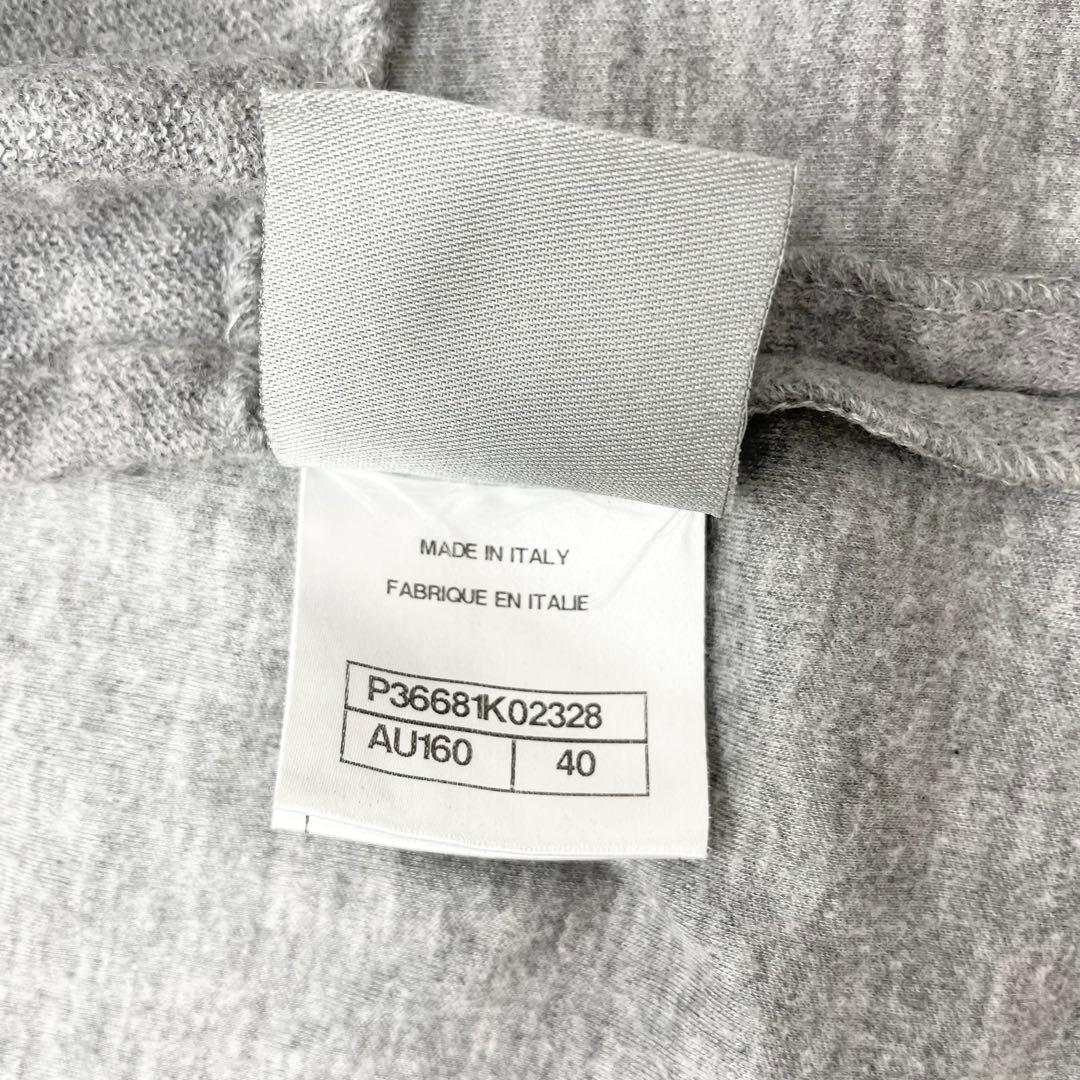 MADE IN ITALY
FABRIQUE EN ITALIE
P36681K02328
AU160 40